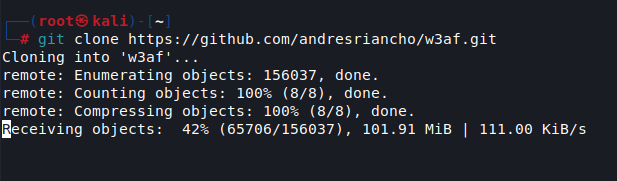 ┌──(root㉿kali)-[~]
└─# git clone https://github.com/andresriancho/w3af.git
Cloning into 'w3af'...
remote: Enumerating objects: 156037, done.
remote: Counting objects: 100% (8/8), done.
remote: Compressing objects: 100% (8/8), done.
Receiving objects:  42% (65706/156037), 101.91 MiB | 111.00 KiB/s